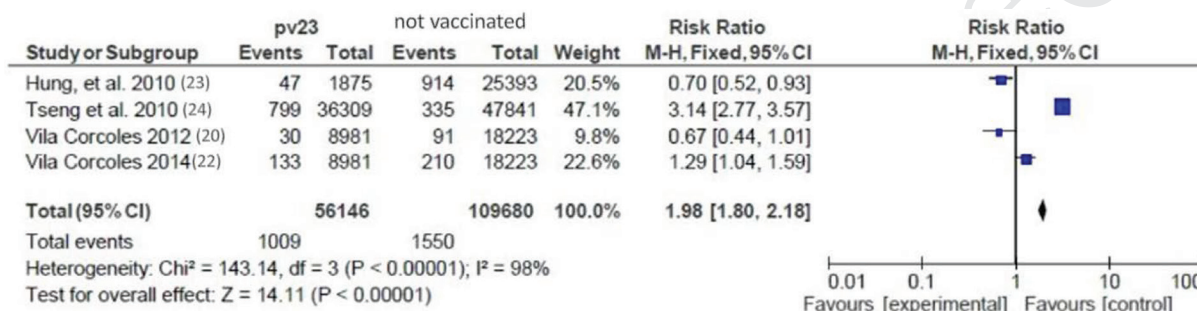 pv23 not vaccinated Risk Ratio Risk Ratio
Study or Subgroup Events Total Events Total Weight M-H, Fixed, 95% CI M-H, Fixed, 95% CI
Hung, et al. 2010 (23) 47 1875 914 25393 20.5% 0.70 [0.52, 0.93]
Tseng et al. 2010 (24) 799 36309 335 47841 47.1% 3.14 [2.77, 3.57]
Vila Corcoles 2012 (20) 30 8981 91 18223 9.8% 0.67 [0.44, 1.01]
Vila Corcoles 2014(22) 133 8981 210 18223 22.6% 1.29 [1.04, 1.59]
Total (95% CI) 56146 109680 100.0% 1.98 [1.80, 2.18]
Total events 1009 1550
Heterogeneity: Chi² = 143.14, df = 3 (P < 0.00001); I² = 98%
Test for overall effect: Z = 14.11 (P < 0.00001)
0.01 0.1 1 10 100
Favours [experimental] Favours [control]